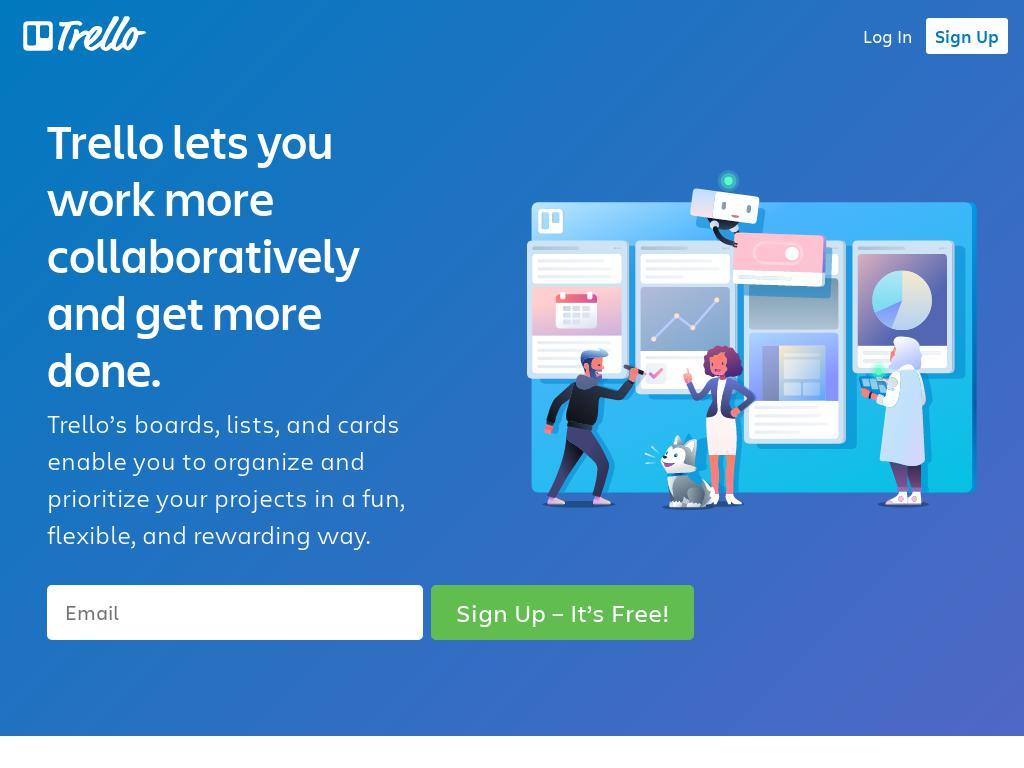 Trello
Log In
Sign Up
Trello lets you
work more
collaboratively
and get more
done.
Trello’s boards, lists, and cards
enable you to organize and
prioritize your projects in a fun,
flexible, and rewarding way.
Email
Sign Up – It’s Free!